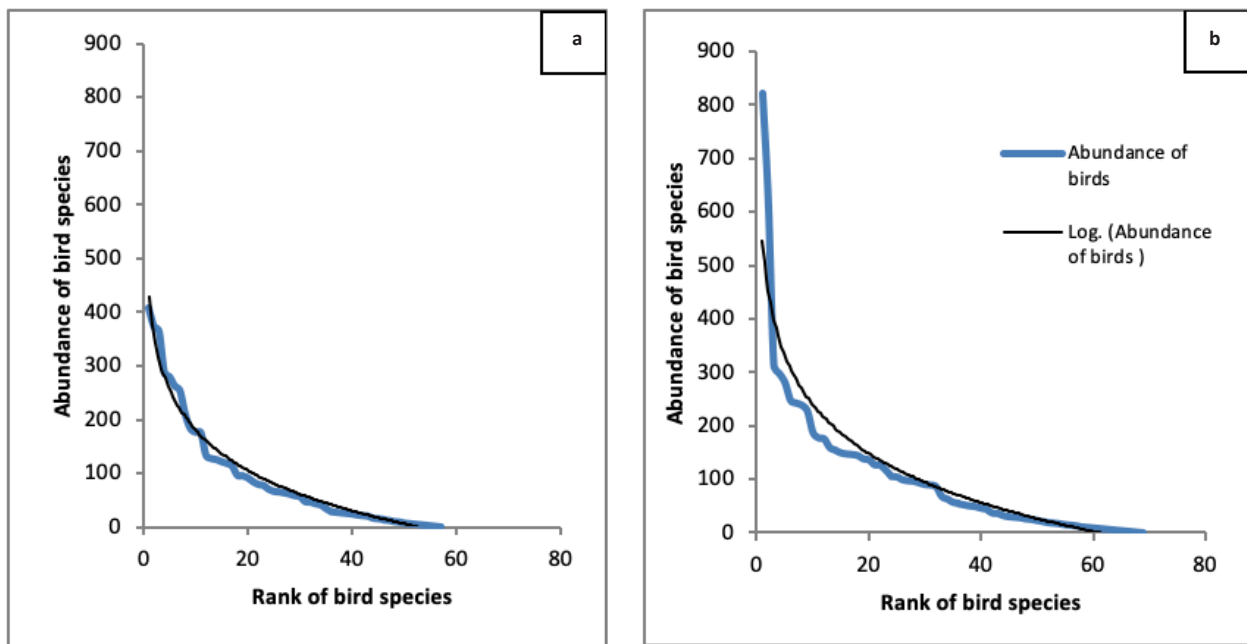 a
900
800
700
600
500
400
300
200
100
0
0 20 40 60 80
Abundance of bird species
Rank of bird species
b
900
800
700
600
500
400
300
200
100
0
0 20 40 60 80
Abundance of bird species
Rank of bird species
Abundance of
birds
Log. (Abundance
of birds )